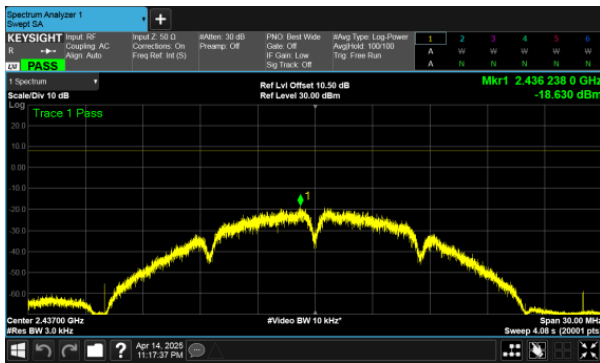 Spectrum Analyzer 1
Swept SA
+
KEYSIGHT Input: RF Input Z: 50 Ω #Atten: 30 dB PNO: Best Wide #Avg Type: Log-Power 1 2 3 4 5 6
R Coupling: AC Corrections: On Preamp: Off Gate: Off Avg|Hold: 100/100 A W W W W W
Align: Auto Freq Ref: Int (S) IF Gain: Low Trig: Free Run
LXI PASS Sig Track: Off A N N N N N
1 Spectrum
Scale/Div 10 dB
Ref Lvl Offset 10.50 dB
Ref Level 30.00 dBm
Mkr1 2.436 238 0 GHz
-18.630 dBm
Log
Trace 1 Pass
20.0
10.0
0.00
-10.0
1
-20.0
-30.0
-40.0
-50.0
-60.0
Center 2.43700 GHz #Video BW 10 kHz* Span 30.00 MHz
#Res BW 3.0 kHz Sweep 4.08 s (20001 pts)
? Apr 14, 2025
11:17:37 PM